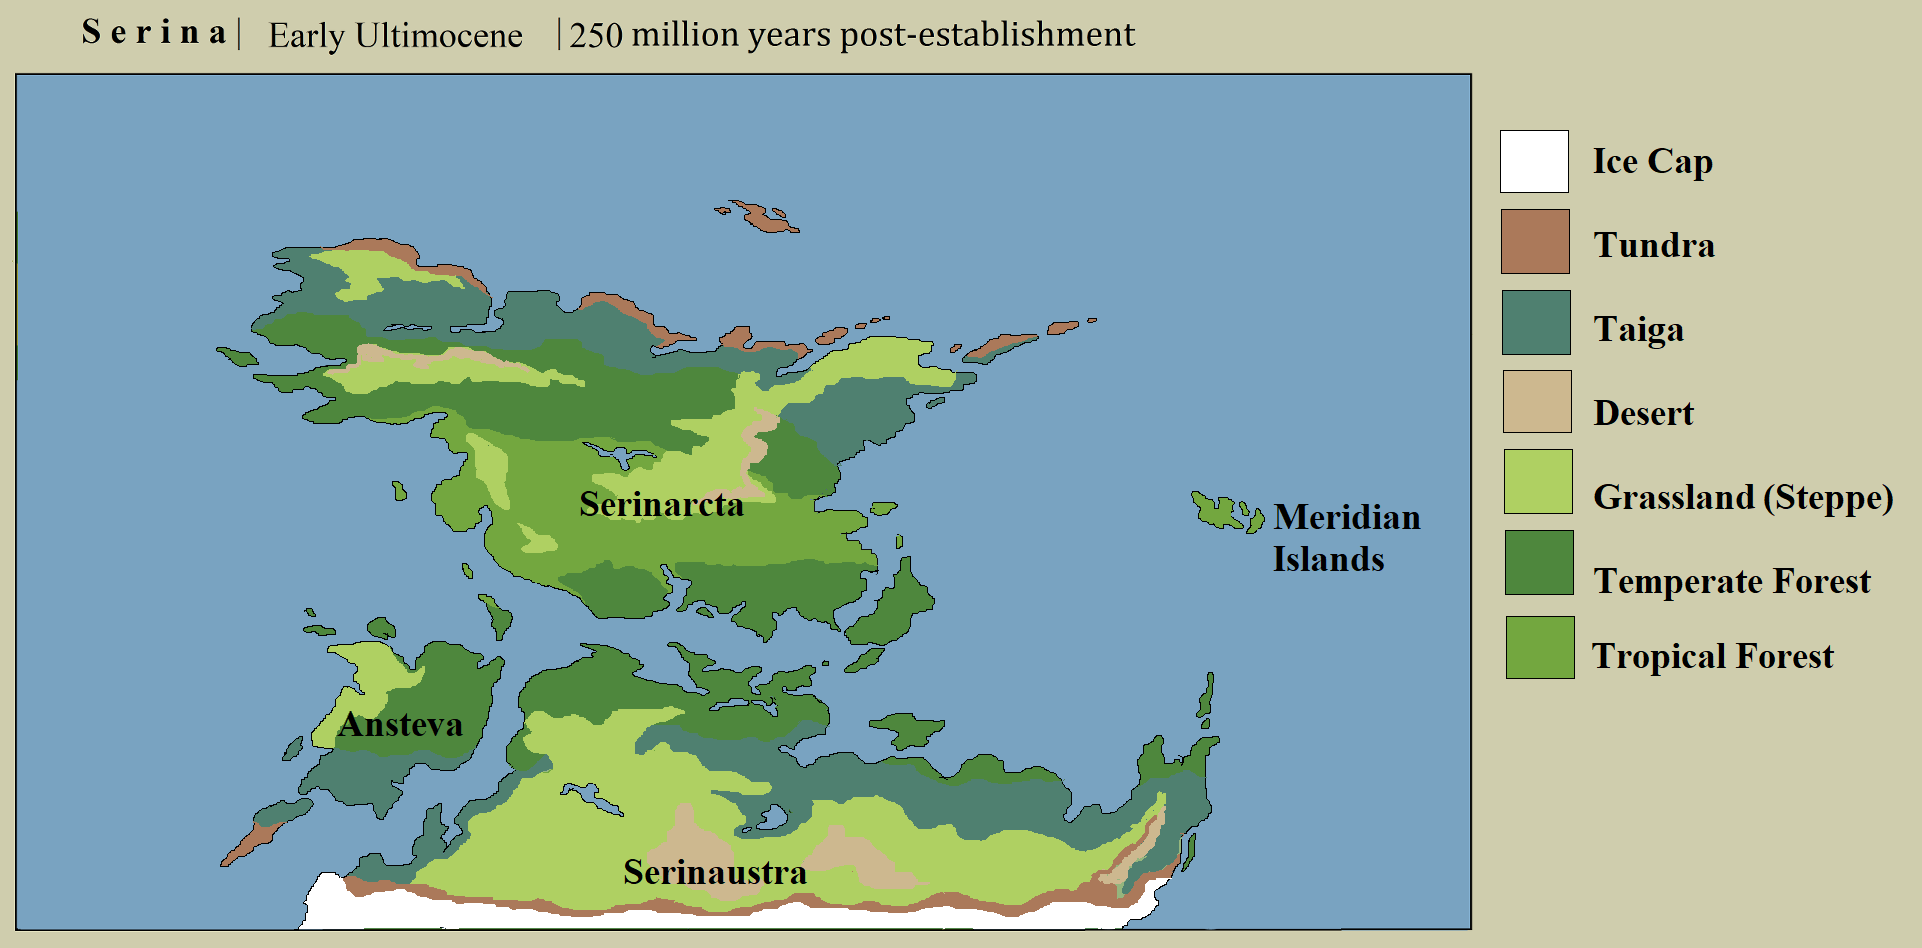 Serina| Early Ultimocene |250 million years post-establishment
Ice Cap
Tundra
Taiga
Desert
Grassland (Steppe)
Temperate Forest
Tropical Forest
Serinarcta
Meridian
Islands
Ansteva
Serinaustra